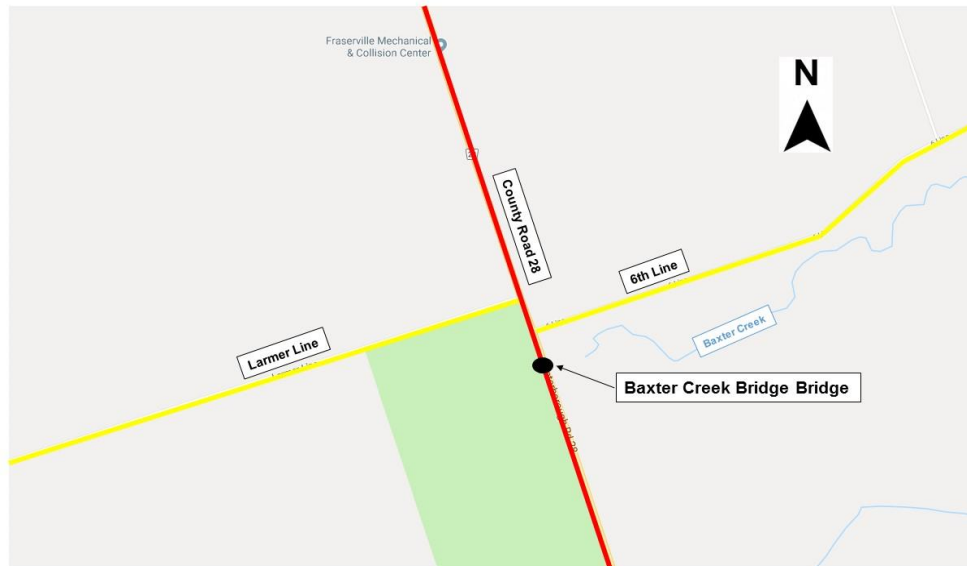 Fraserville Mechanical
& Collision Center
N
County Road 28
6th Line
Baxter Creek
Larmer Line
Baxter Creek Bridge Bridge